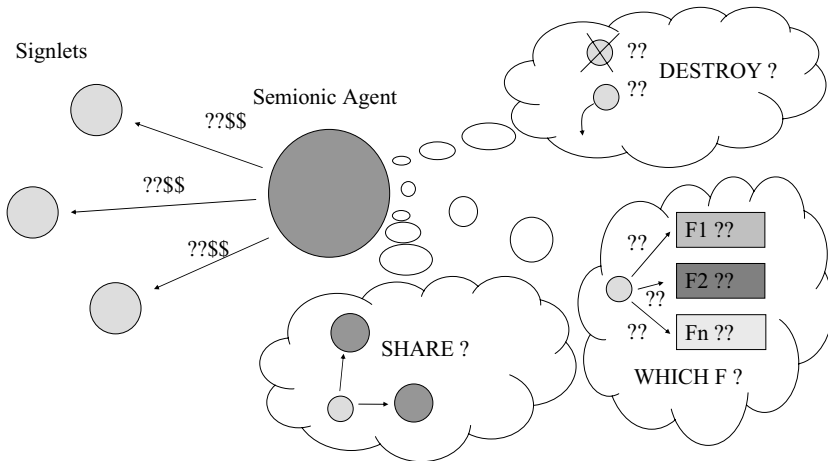 Signlets
Semionic Agent
??$$
??$$
??$$
??
DESTROY ?
??
F1 ??
??
F2 ??
??
??
Fn ??
WHICH F ?
SHARE ?